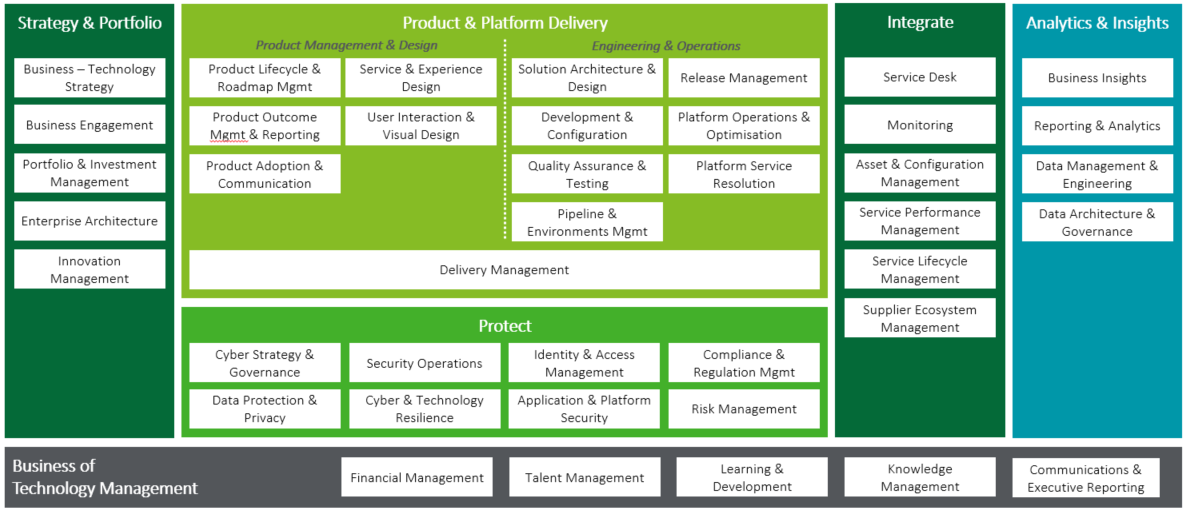 Strategy & Portfolio
Business – Technology
Strategy
Business Engagement
Portfolio & Investment
Management
Enterprise Architecture
Innovation
Management
Product & Platform Delivery
Product Management & Design
Product Lifecycle &
Roadmap Mgmt
Service & Experience
Design
Product Outcome
Mgmt & Reporting
User Interaction &
Visual Design
Product Adoption &
Communication
Engineering & Operations
Solution Architecture &
Design
Release Management
Development &
Configuration
Platform Operations &
Optimisation
Quality Assurance &
Testing
Platform Service
Resolution
Pipeline &
Environments Mgmt
Delivery Management
Protect
Cyber Strategy &
Governance
Security Operations
Identity & Access
Management
Compliance &
Regulation Mgmt
Data Protection &
Privacy
Cyber & Technology
Resilience
Application & Platform
Security
Risk Management
Integrate
Service Desk
Monitoring
Asset & Configuration
Management
Service Performance
Management
Service Lifecycle
Management
Supplier Ecosystem
Management
Analytics & Insights
Business Insights
Reporting & Analytics
Data Management &
Engineering
Data Architecture &
Governance
Business of
Technology Management
Financial Management
Talent Management
Learning &
Development
Knowledge
Management
Communications &
Executive Reporting